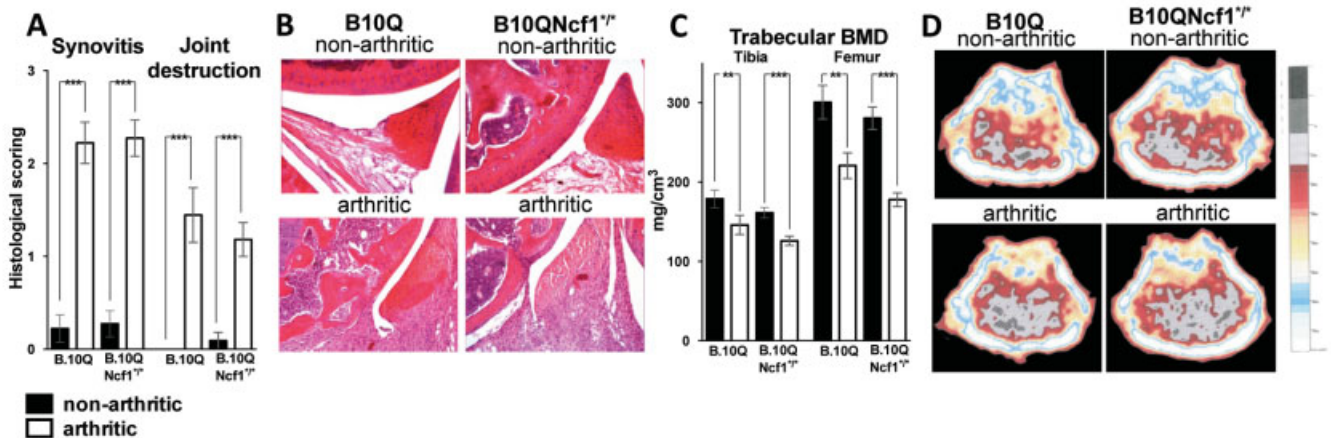 A
Synovitis
Joint
destruction
***
***
***
***
3
2
1
0
Histological scoring
B.10Q
B.10Q
Ncf1*/*
B.10Q
B.10Q
Ncf1*/*
non-arthritic
arthritic
B
B10Q
non-arthritic
B10QNcf1*/*
non-arthritic
arthritic
arthritic
C
Trabecular BMD
Tibia
Femur
**
***
**
***
300
200
100
0
mg/cm3
B.10Q
B.10Q
Ncf1*/*
B.10Q
B.10Q
Ncf1*/*
D
B10Q
non-arthritic
B10QNcf1*/*
non-arthritic
arthritic
arthritic